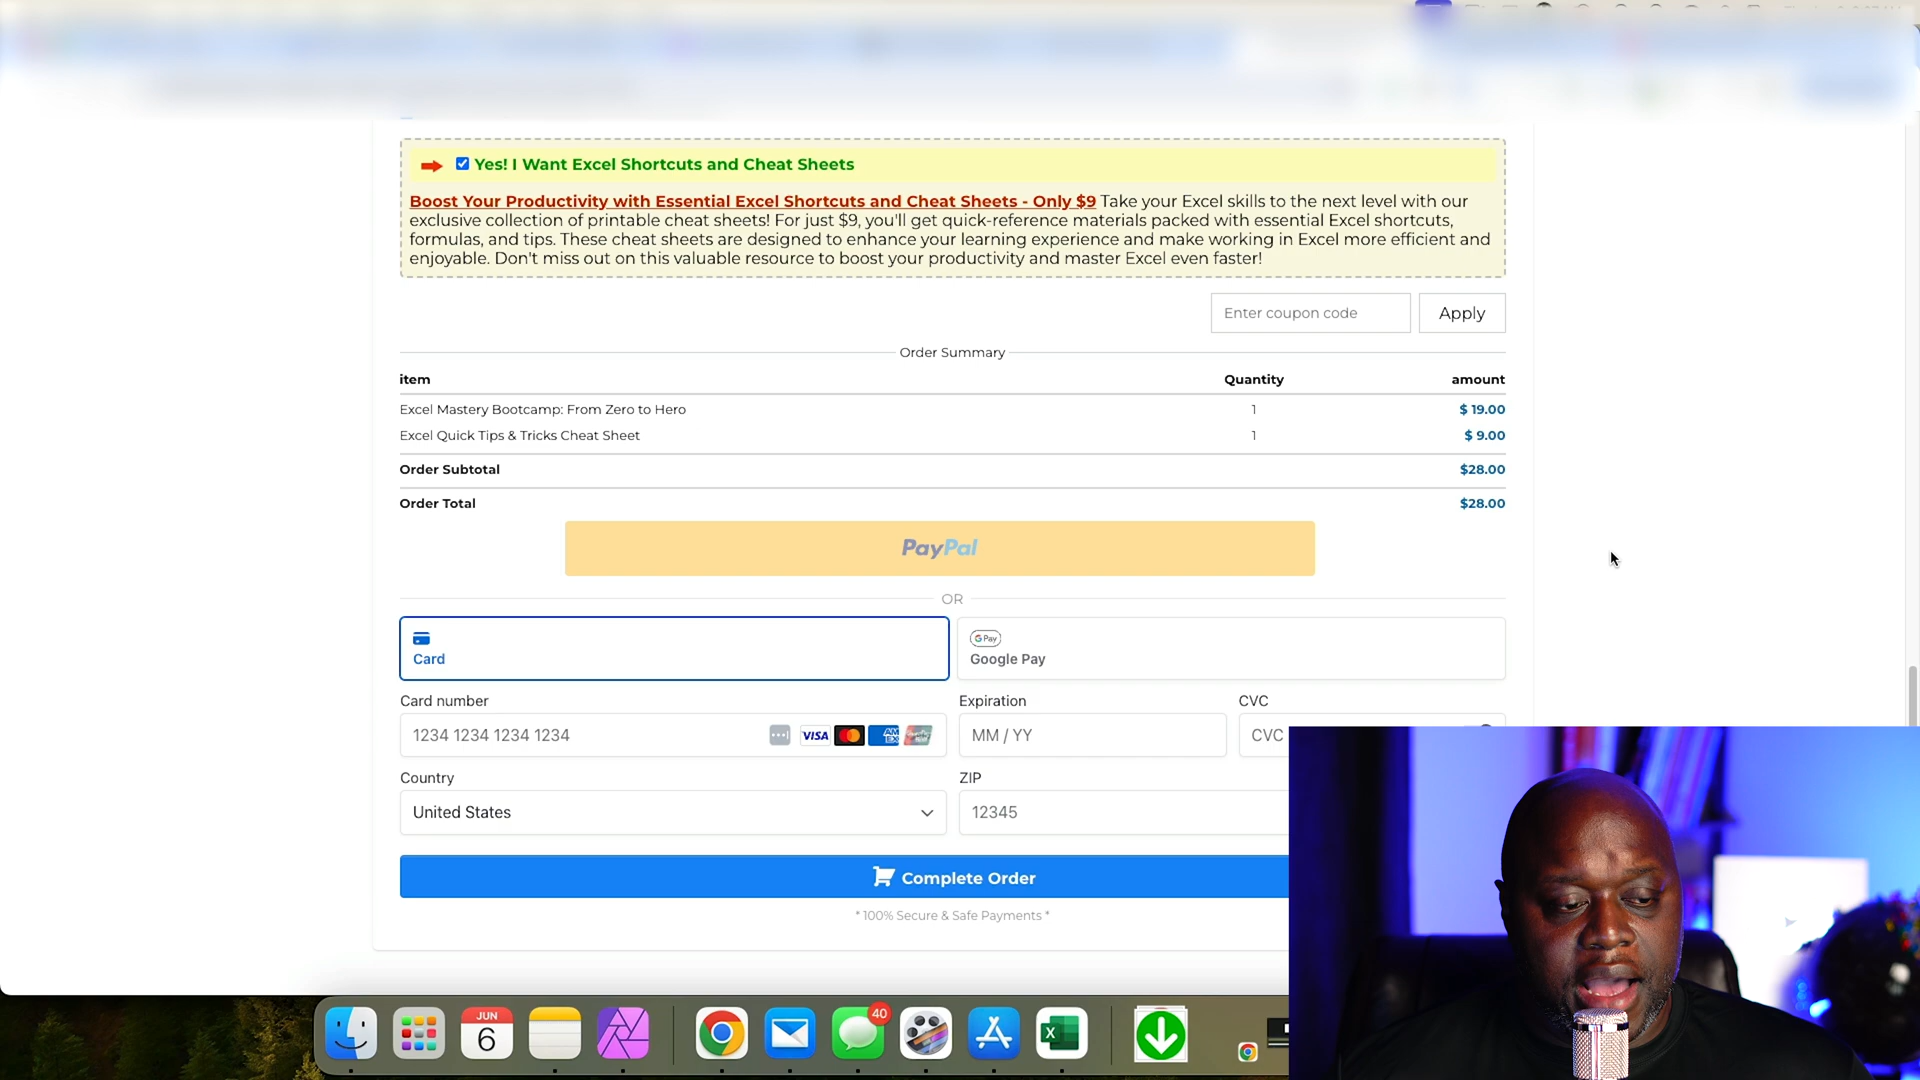 Yes! I Want Excel Shortcuts and Cheat Sheets
Boost Your Productivity with Essential Excel Shortcuts and Cheat Sheets - Only $9 Take your Excel skills to the next level with our
exclusive collection of printable cheat sheets! For just $9, you'll get quick-reference materials packed with essential Excel shortcuts,
formulas, and tips. These cheat sheets are designed to enhance your learning experience and make working in Excel more efficient and
enjoyable. Don't miss out on this valuable resource to boost your productivity and master Excel even faster!
Enter coupon code Apply
Order Summary
item Quantity amount
Excel Mastery Bootcamp: From Zero to Hero 1 $ 19.00
Excel Quick Tips & Tricks Cheat Sheet 1 $ 9.00
Order Subtotal $28.00
Order Total $28.00
PayPal
OR
G Pay
Card Google Pay
Card number Expiration CVC
1234 1234 1234 1234 VISA AM EX MM / YY CVC
Country ZIP
United States 12345
Complete Order
* 100% Secure & Safe Payments *
JUN
6
40
X